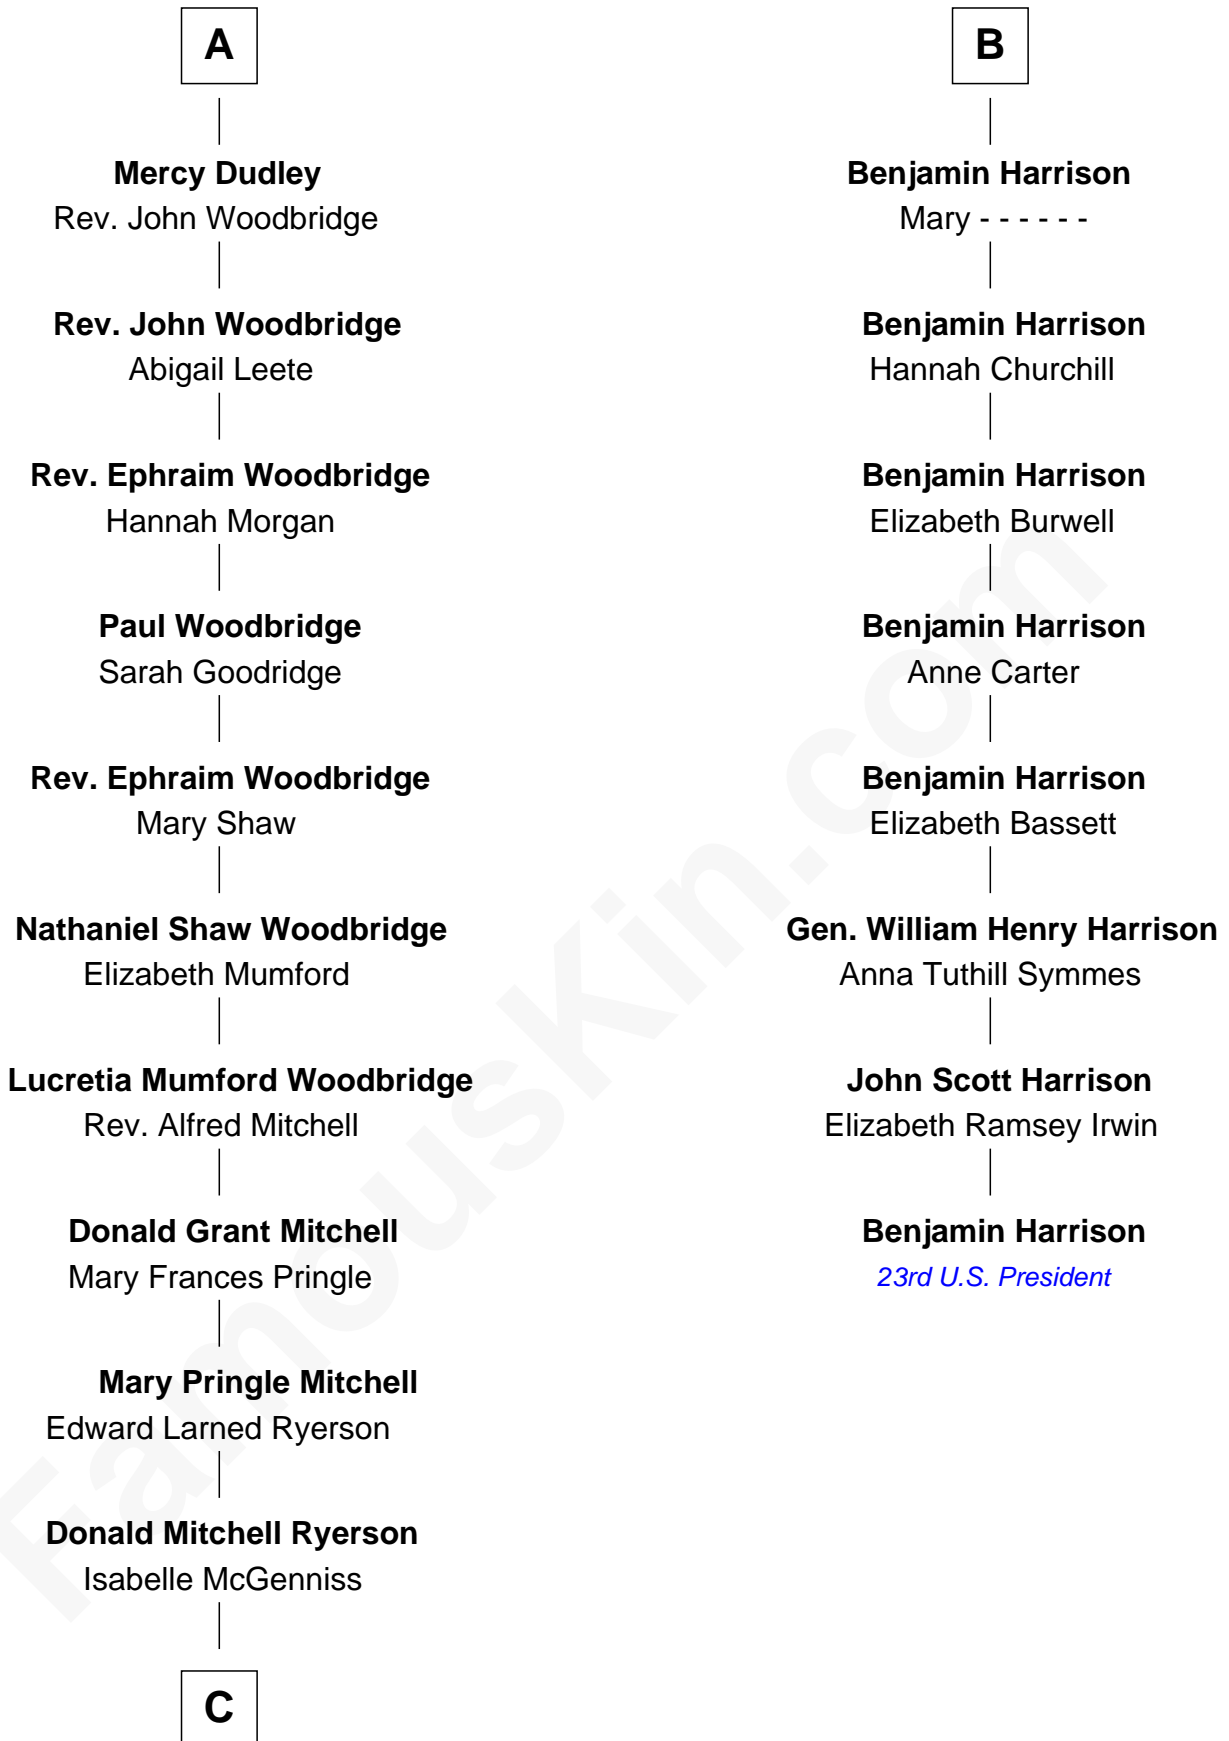 A
Mercy Dudley
Rev. John Woodbridge
Rev. John Woodbridge
Abigail Leete
Rev. Ephraim Woodbridge
Hannah Morgan
Paul Woodbridge
Sarah Goodridge
Rev. Ephraim Woodbridge
Mary Shaw
Nathaniel Shaw Woodbridge
Elizabeth Mumford
Lucretia Mumford Woodbridge
Rev. Alfred Mitchell
Donald Grant Mitchell
Mary Frances Pringle
Mary Pringle Mitchell
Edward Larned Ryerson
Donald Mitchell Ryerson
Isabelle McGenniss
C
B
Benjamin Harrison
Mary - - - - - -
Benjamin Harrison
Hannah Churchill
Benjamin Harrison
Elizabeth Burwell
Benjamin Harrison
Anne Carter
Benjamin Harrison
Elizabeth Bassett
Gen. William Henry Harrison
Anna Tuthill Symmes
John Scott Harrison
Elizabeth Ramsey Irwin
Benjamin Harrison
23rd U.S. President
FamousKin.com